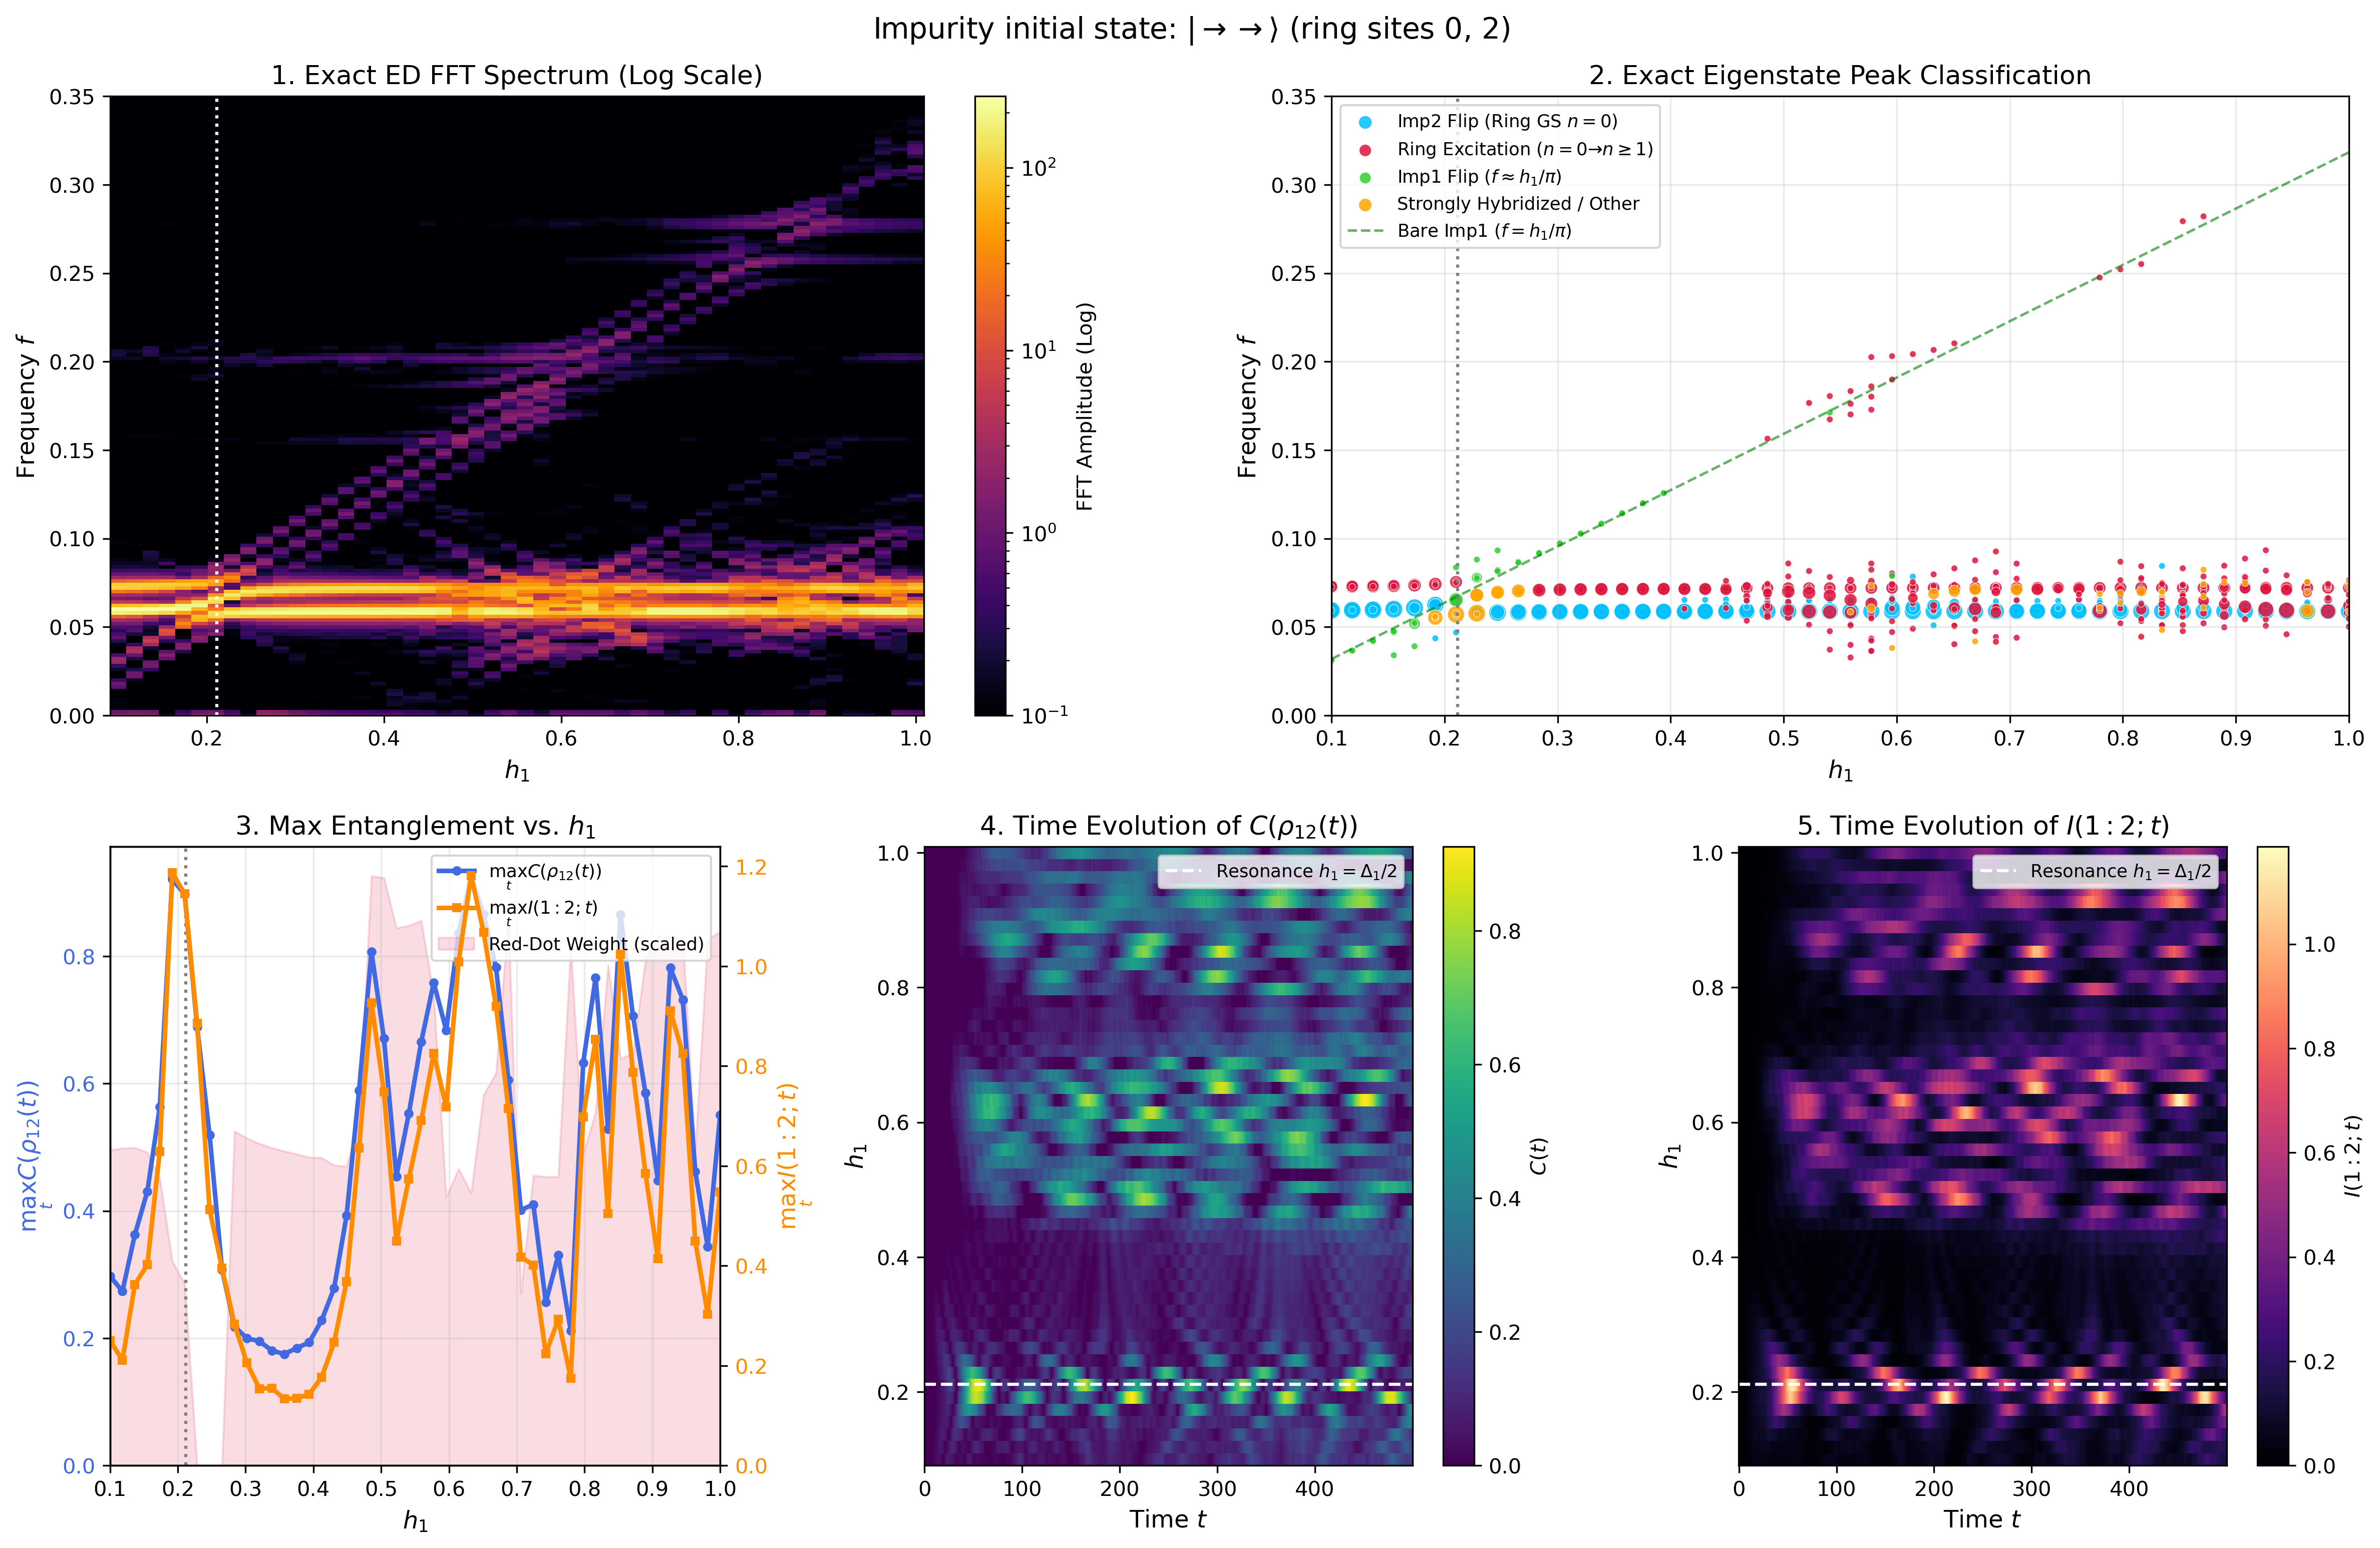 Impurity initial state: |→→⟩ (ring sites 0, 2)
1. Exact ED FFT Spectrum (Log Scale)
Frequency f
0.35
0.30
0.25
0.20
0.15
0.10
0.05
0.00
0.2
0.4
0.6
0.8
1.0
h₁
10²
10¹
10⁰
10⁻¹
FFT Amplitude (Log)
2. Exact Eigenstate Peak Classification
Frequency f
0.35
0.30
0.25
0.20
0.15
0.10
0.05
0.00
Imp2 Flip (Ring GS n = 0)
Ring Excitation (n = 0→n ≥ 1)
Imp1 Flip (f ≈ h₁/π)
Strongly Hybridized / Other
Bare Imp1 (f = h₁/π)
0.1
0.2
0.3
0.4
0.5
0.6
0.7
0.8
0.9
1.0
h₁
3. Max Entanglement vs. h₁
max C(ρ₁₂(t))
t
0.8
0.6
0.4
0.2
0.0
max C(ρ₁₂(t))
t
max I(1 : 2; t)
t
Red-Dot Weight (scaled)
1.2
1.0
0.8
0.6
0.4
0.2
0.0
max I(1 : 2; t)
t
0.1
0.2
0.3
0.4
0.5
0.6
0.7
0.8
0.9
1.0
h₁
4. Time Evolution of C(ρ₁₂(t))
h₁
1.0
0.8
0.6
0.4
0.2
Resonance h₁ = Δ₁/2
0
100
200
300
400
Time t
0.8
0.6
0.4
0.2
0.0
C(t)
5. Time Evolution of I(1 : 2; t)
h₁
1.0
0.8
0.6
0.4
0.2
Resonance h₁ = Δ₁/2
0
100
200
300
400
Time t
1.0
0.8
0.6
0.4
0.2
0.0
I(1 : 2; t)